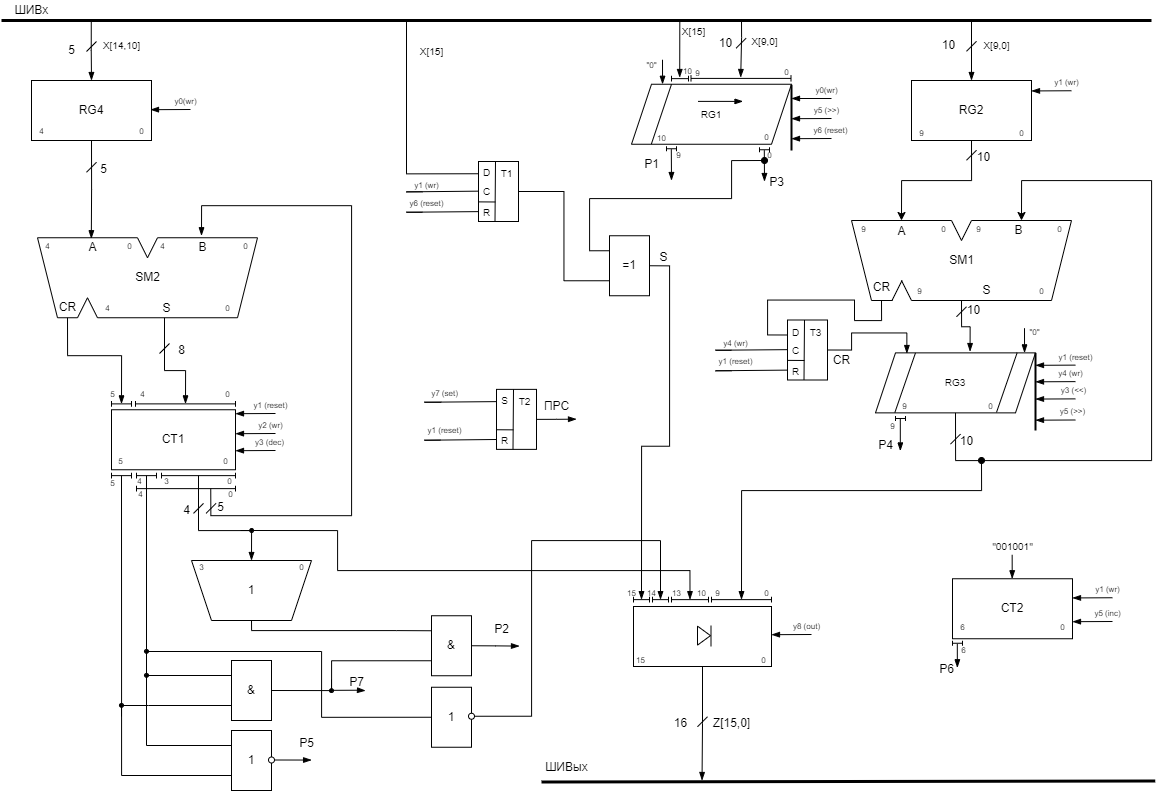 ШИВх
5 X[14,10]
X[15]
X[15]
10 X[9,0]
10 X[9,0]
"0"
10 9 0
RG4
4 0
y0(wr)
RG1
10 0
y0(wr)
y5 (>>)
y6 (reset)
RG2
9 0
y1 (wr)
5
9
10
P1
P3
10
D T1
C
R
y1 (wr)
y6 (reset)
4 A 0 4 B 0
SM2
CR 4 S 0
=1
S
9 A 0 9 B 0
SM1
CR 9 S 0
8
10
D T3
C
R
y4 (wr)
y1 (reset)
CR
"0"
RG3
9 0
y1 (reset)
y4 (wr)
y3 (<<)
y5 (>>)
9
P4
10
5 4 0
CT1
5 0
y1 (reset)
y2 (wr)
y3 (dec)
5 4 3 0
4 0
4 5
y7 (set)
S T2
R
y1 (reset)
ПРС
3 0
1
"001001"
CT2
6 0
y1 (wr)
y5 (inc)
6
P6
15 14 13 10 9 0
15 0
y8 (out)
&
P2
&
P7
1
1
P5
16 Z[15,0]
ШИВых